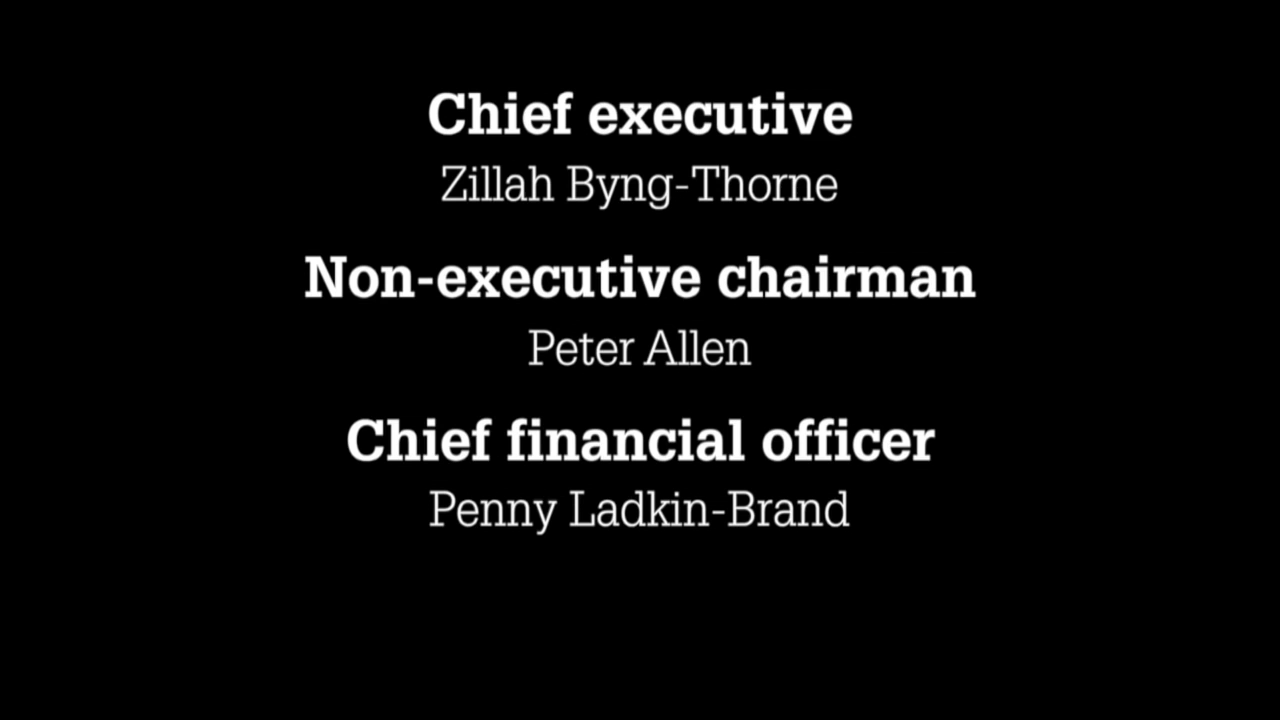 Chief executive
Zillah Byng-Thorne
Non-executive chairman
Peter Allen
Chief financial officer
Penny Ladkin-Brand